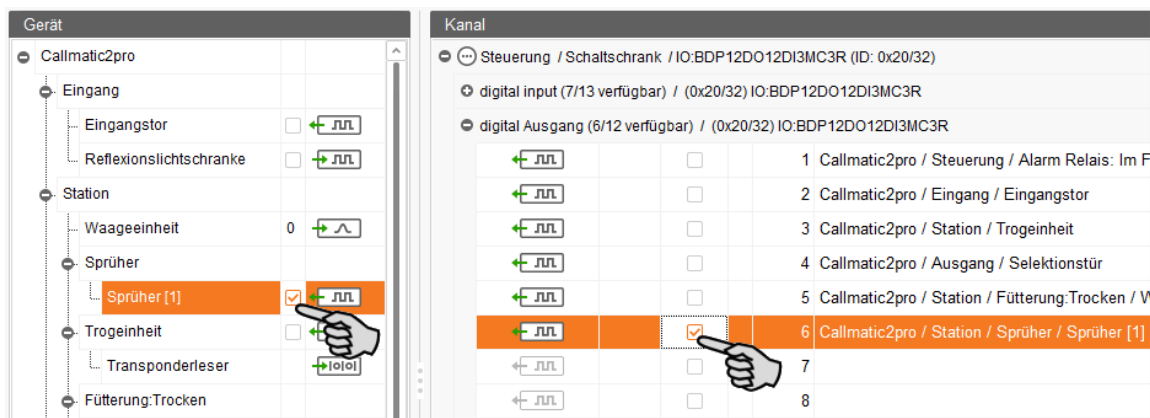 Gerät
Callmatic2pro
Eingang
Eingangstor
Reflexionslichtschranke
Station
Waageeinheit 0
Sprüher
Sprüher [1]
Trogeinheit
Transponderleser
Fütterung:Trocken
Kanal
Steuerung / Schaltschrank / IO:BDP12DO12DI3MC3R (ID: 0x20/32)
digital input (7/13 verfügbar) / (0x20/32) IO:BDP12DO12DI3MC3R
digital Ausgang (6/12 verfügbar) / (0x20/32) IO:BDP12DO12DI3MC3R
1 Callmatic2pro / Steuerung / Alarm Relais: Im F
2 Callmatic2pro / Eingang / Eingangstor
3 Callmatic2pro / Station / Trogeinheit
4 Callmatic2pro / Ausgang / Selektionstür
5 Callmatic2pro / Station / Fütterung:Trocken / W
6 Callmatic2pro / Station / Sprüher / Sprüher [1]
7
8